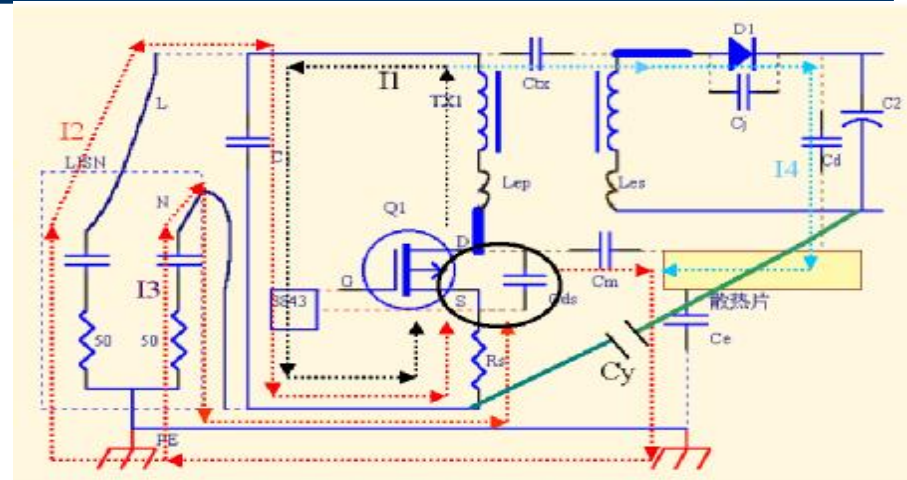 D1
I1
Ctx
L
TX1
Cj
C2
I2
C
LISN
Cd
I4
Lep
Les
N
Q1
D
Cm
I3
G
S
Cds
3843
散热片
50
50
Rs
Ce
Cy
PE